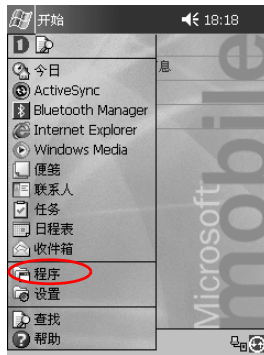 开始 18:18
今日
息
ActiveSync
Bluetooth Manager
Internet Explorer
Windows Media
便笺
联系人
任务
日程表
收件箱
程序
设置
查找
帮助
Microsoft
mobile